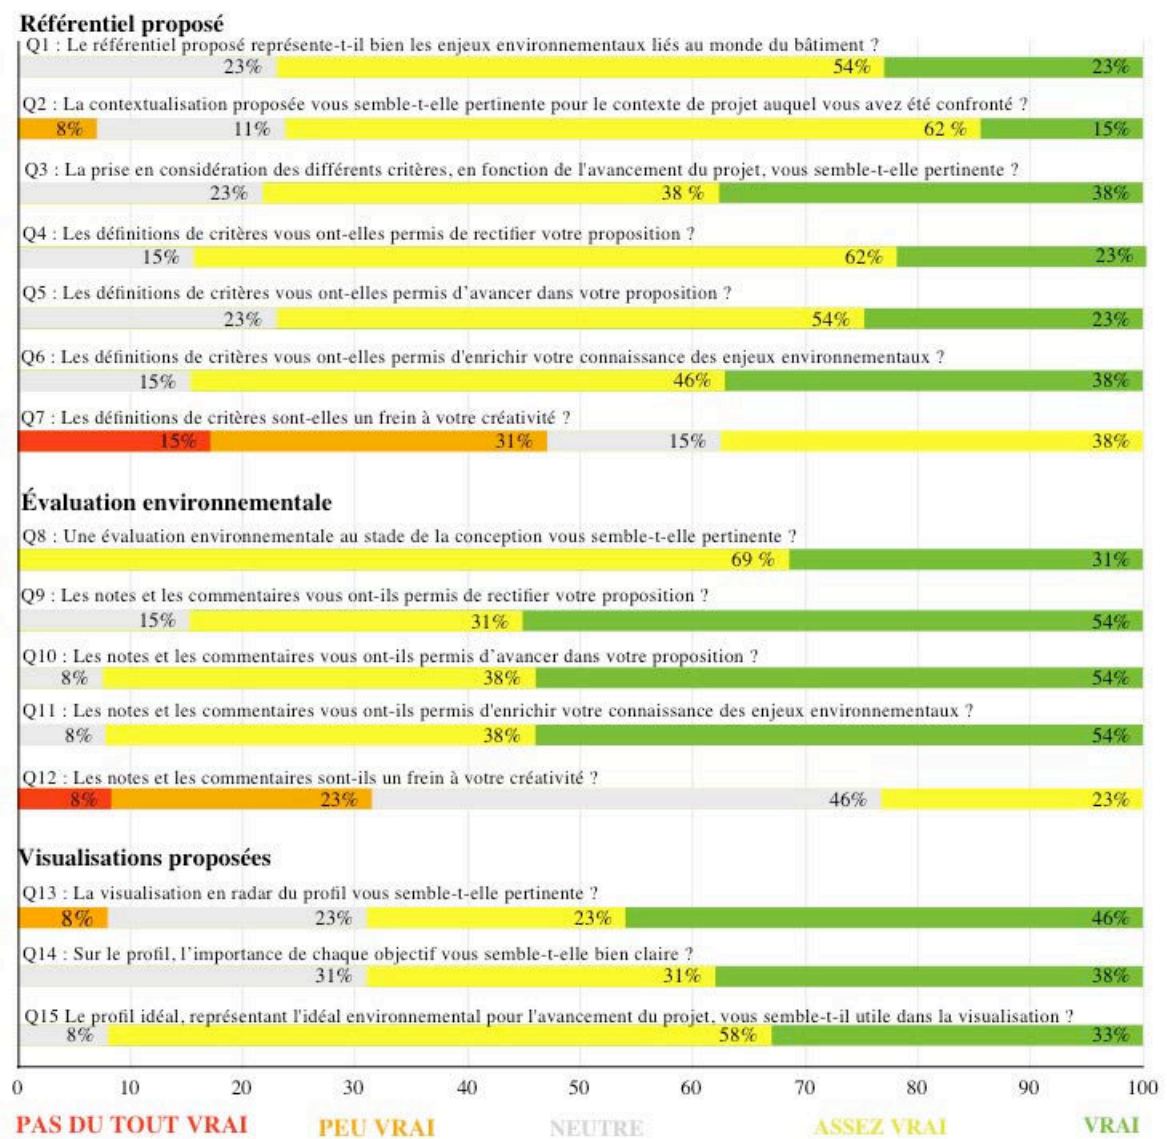 Référentiel proposé
Q1 : Le référentiel proposé représente-t-il bien les enjeux environnementaux liés au monde du bâtiment ?
23% 54% 23%
Q2 : La contextualisation proposée vous semble-t-elle pertinente pour le contexte de projet auquel vous avez été confronté ?
8% 11% 62 % 15%
Q3 : La prise en considération des différents critères, en fonction de l'avancement du projet, vous semble-t-elle pertinente ?
23% 38 % 38%
Q4 : Les définitions de critères vous ont-elles permis de rectifier votre proposition ?
15% 62% 23%
Q5 : Les définitions de critères vous ont-elles permis d’avancer dans votre proposition ?
23% 54% 23%
Q6 : Les définitions de critères vous ont-elles permis d'enrichir votre connaissance des enjeux environnementaux ?
15% 46% 38%
Q7 : Les définitions de critères sont-elles un frein à votre créativité ?
15% 31% 15% 38%
Évaluation environnementale
Q8 : Une évaluation environnementale au stade de la conception vous semble-t-elle pertinente ?
69 % 31%
Q9 : Les notes et les commentaires vous ont-ils permis de rectifier votre proposition ?
15% 31% 54%
Q10 : Les notes et les commentaires vous ont-ils permis d’avancer dans votre proposition ?
8% 38% 54%
Q11 : Les notes et les commentaires vous ont-ils permis d'enrichir votre connaissance des enjeux environnementaux ?
8% 38% 54%
Q12 : Les notes et les commentaires sont-ils un frein à votre créativité ?
8% 23% 46% 23%
Visualisations proposées
Q13 : La visualisation en radar du profil vous semble-t-elle pertinente ?
8% 23% 23% 46%
Q14 : Sur le profil, l’importance de chaque objectif vous semble-t-elle bien claire ?
31% 31% 38%
Q15 Le profil idéal, représentant l'idéal environnemental pour l'avancement du projet, vous semble-t-il utile dans la visualisation ?
8% 58% 33%
0 10 20 30 40 50 60 70 80 90 100
PAS DU TOUT VRAI PEU VRAI NEUTRE ASSEZ VRAI VRAI